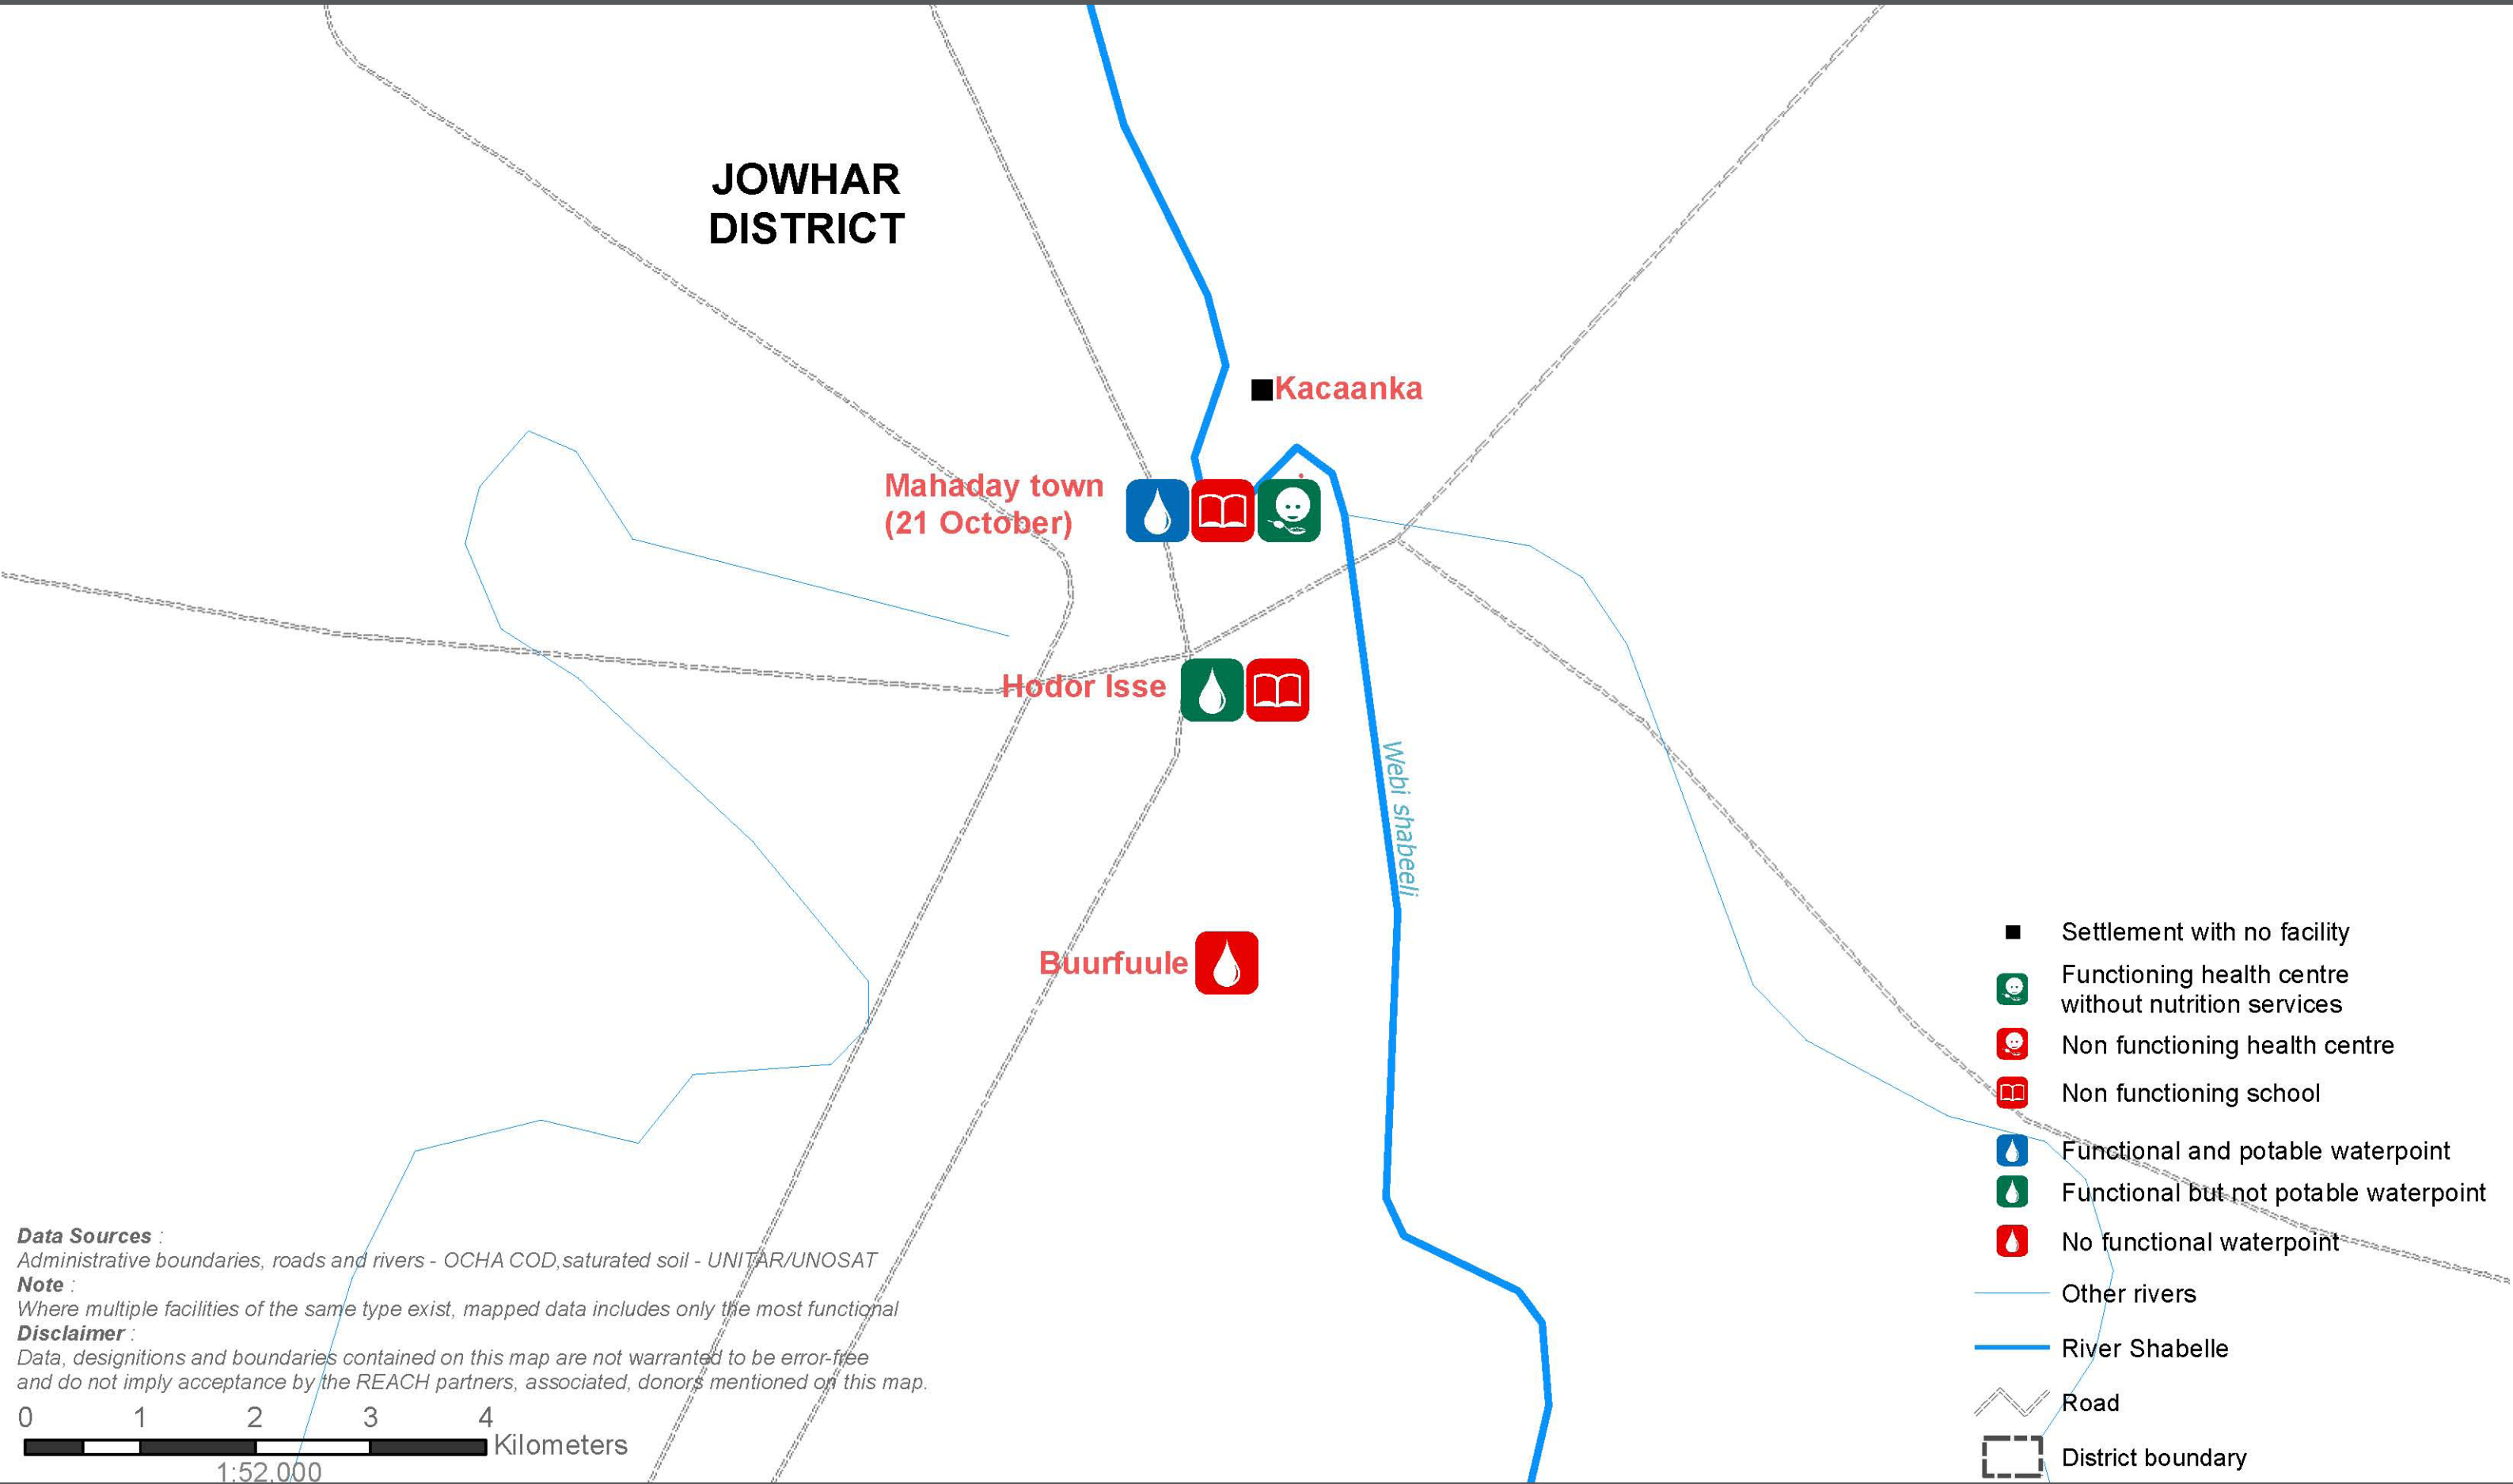 JOWHAR
DISTRICT
Kacaanka
Mahaday town
(21 October)
Hodor Isse
Webi shabeeli
Buurfuule
Settlement with no facility
Functioning health centre
without nutrition services
Non functioning health centre
Non functioning school
Functional and potable waterpoint
Functional but not potable waterpoint
No functional waterpoint
Other rivers
River Shabelle
Road
District boundary
Data Sources :
Administrative boundaries, roads and rivers - OCHA COD,saturated soil - UNITAR/UNOSAT
Note :
Where multiple facilities of the same type exist, mapped data includes only the most functional
Disclaimer :
Data, designitions and boundaries contained on this map are not warranted to be error-free
and do not imply acceptance by the REACH partners, associated, donors mentioned on this map.
0 1 2 3 4
Kilometers
1:52,000